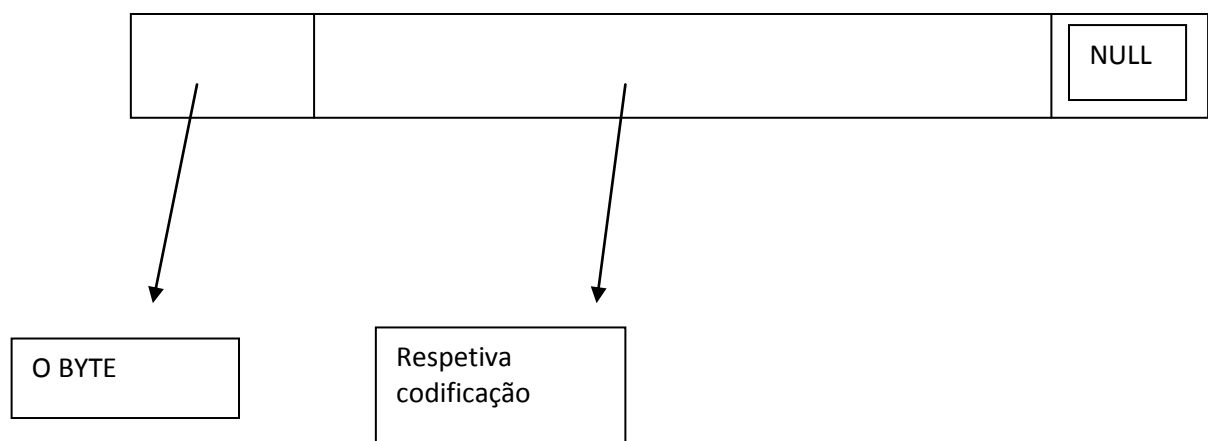 NULL
O BYTE
Respetiva
codificação